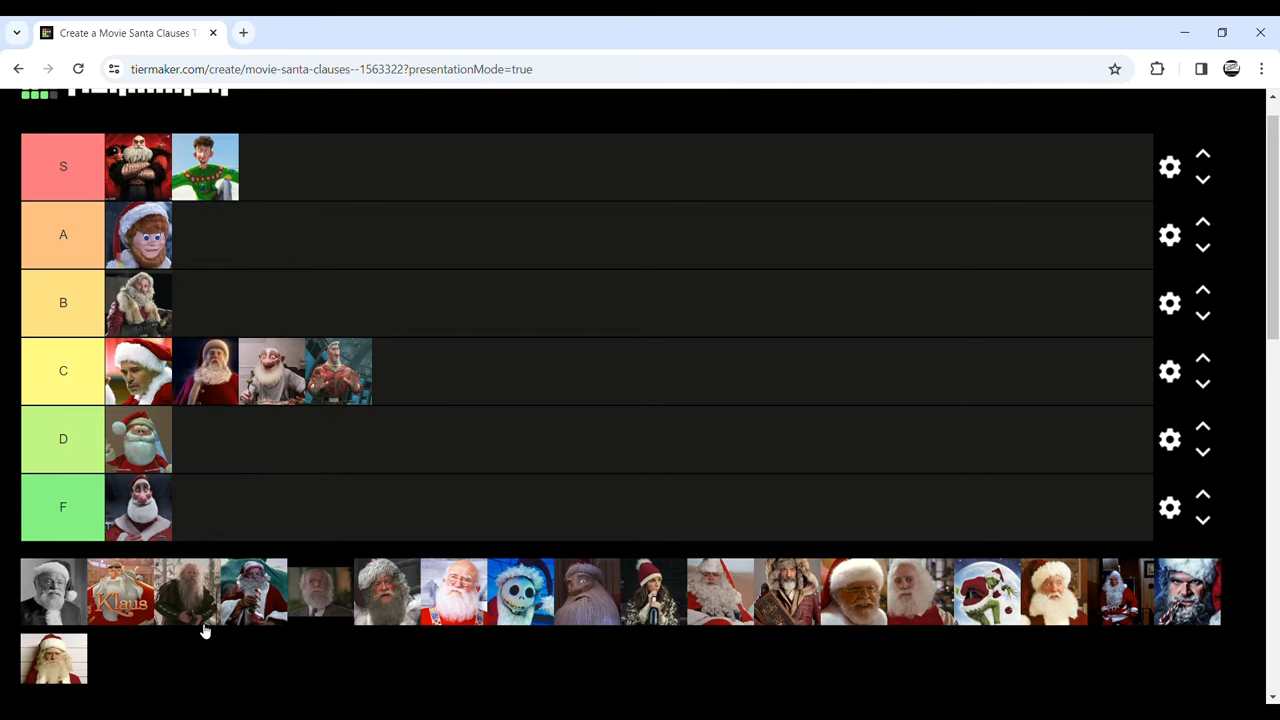 Create a Movie Santa Clauses T
tiermaker.com/create/movie-santa-clauses--1563322?presentationMode=true
S
A
B
C
D
F
Klaus